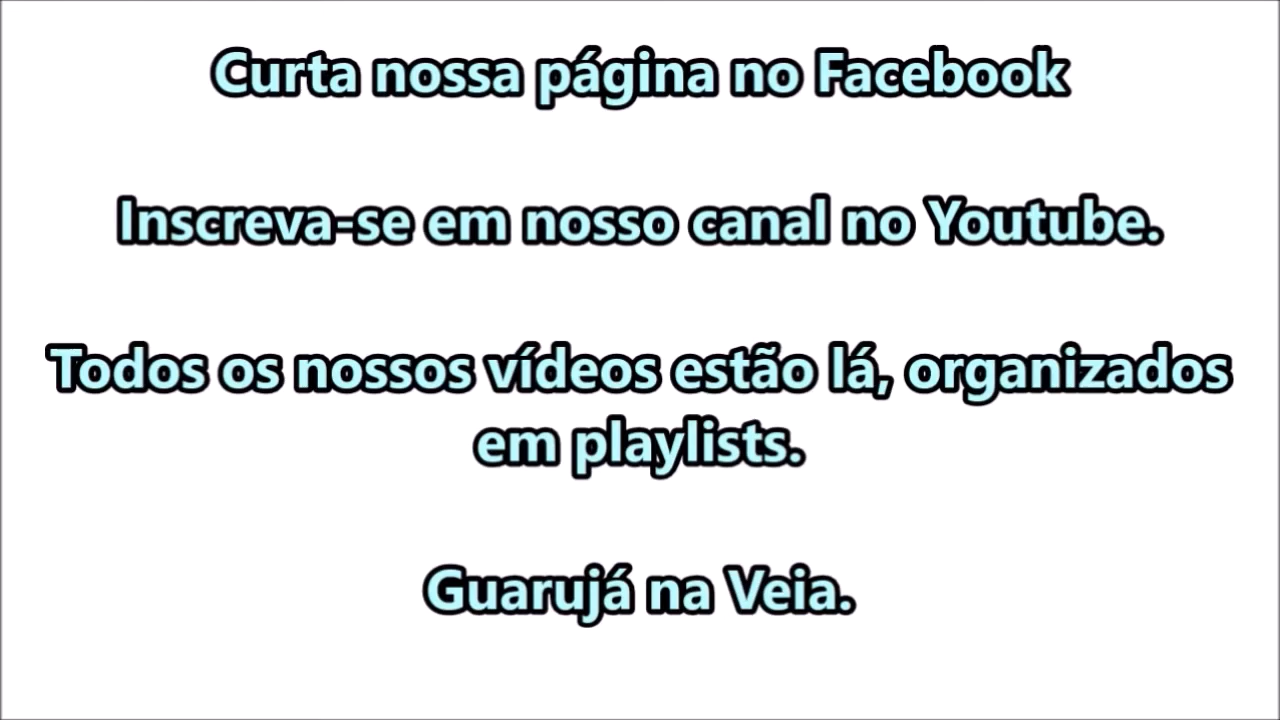 Curta nossa página no Facebook
Inscreva-se em nosso canal no Youtube.
Todos os nossos vídeos estão lá, organizados
em playlists.
Guarujá na Veia.